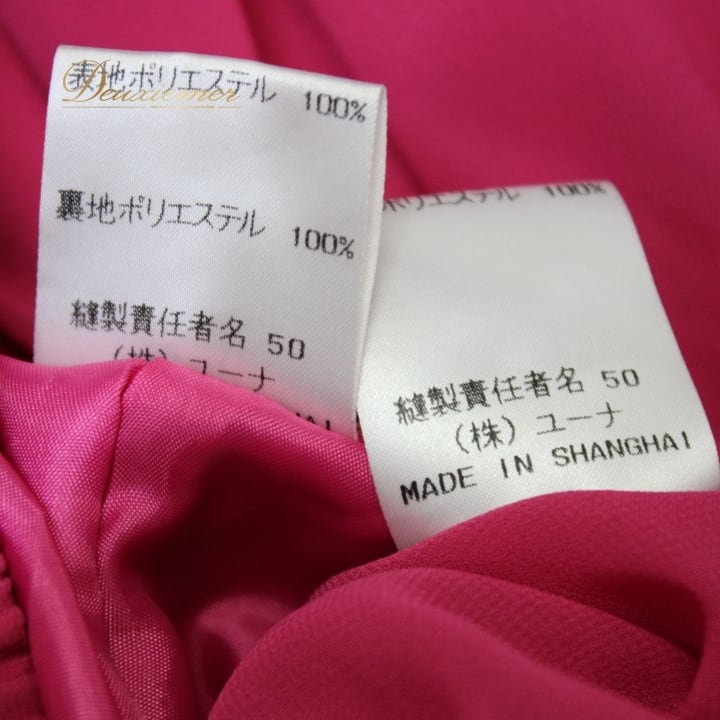 表地ポリエステル 100%
Deuxiemer
裏地ポリエステル 100%
縫製責任者名 50
(株) ユーナ
ポリエステル 100%
縫製責任者名 50
(株) ユーナ
MADE IN SHANGHAI